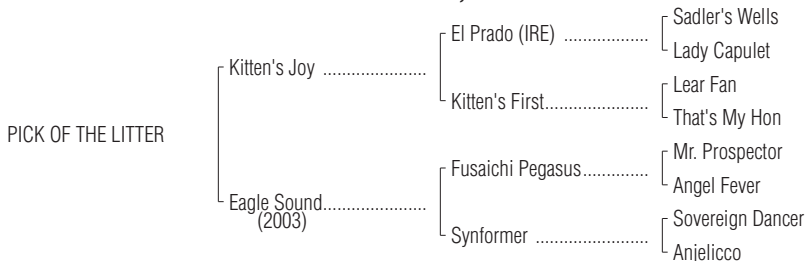 Sadler's Wells
El Prado (IRE) ..................
Lady Capulet
Kitten's Joy ......................
Lear Fan
Kitten's First......................
That's My Hon
PICK OF THE LITTER
Mr. Prospector
Fusaichi Pegasus..............
Angel Fever
Eagle Sound......................
(2003)
Sovereign Dancer
Synformer ........................
Anjelicco